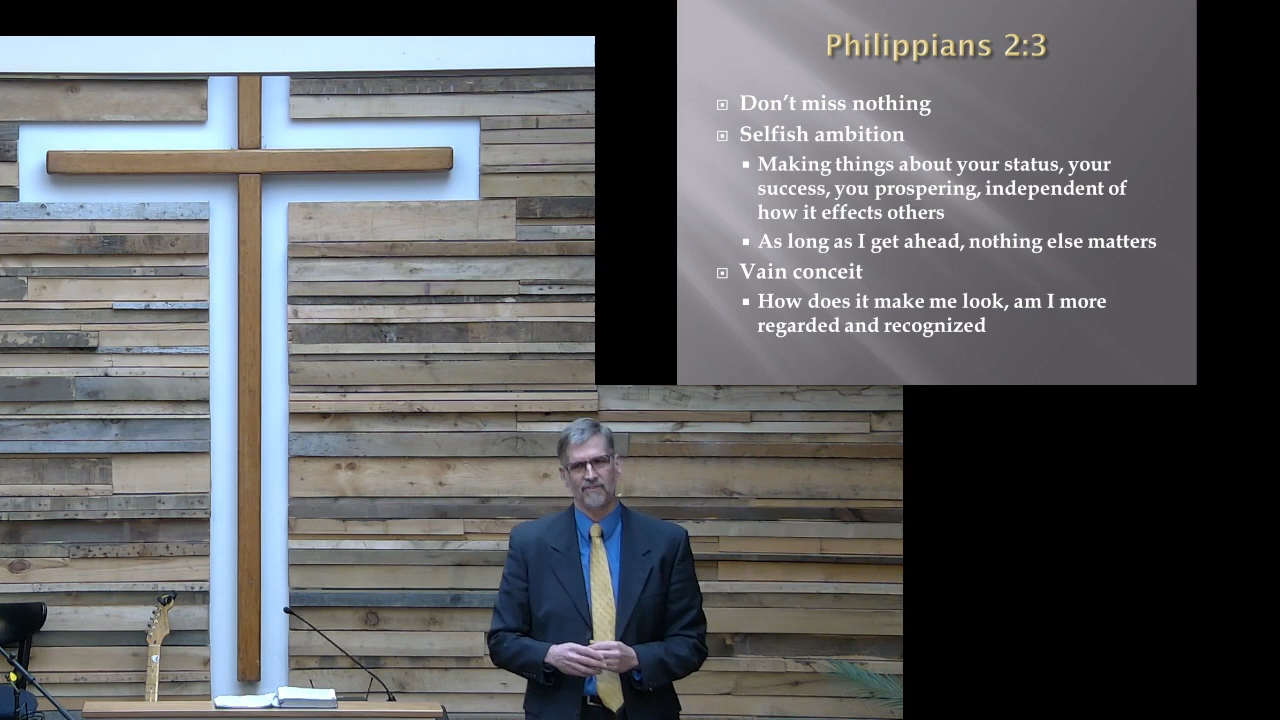 Philippians 2:3
Don't miss nothing
Selfish ambition
Making things about your status, your
success, you prospering, independent of
how it effects others
As long as I get ahead, nothing else matters
Vain conceit
How does it make me look, am I more
regarded and recognized